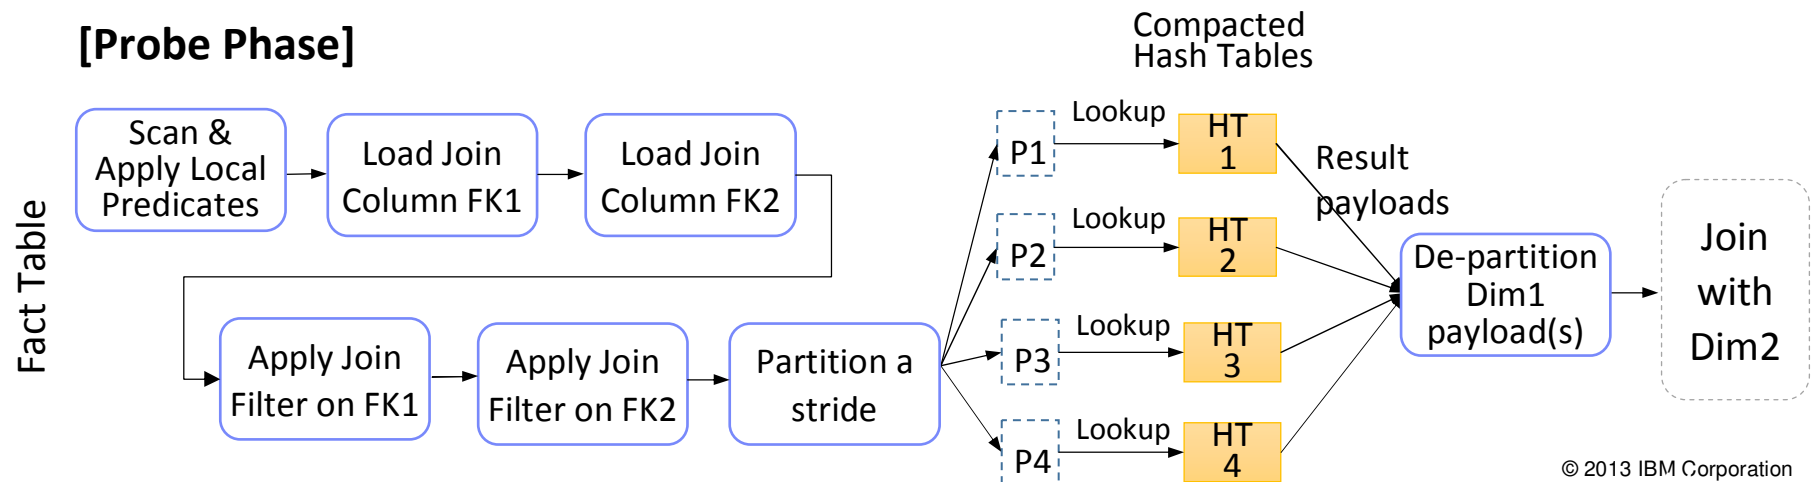 [Probe Phase]
Compacted
Hash Tables
Fact Table
Scan &
Apply Local
Predicates
Load Join
Column FK1
Load Join
Column FK2
Apply Join
Filter on FK1
Apply Join
Filter on FK2
Partition a
stride
P1
Lookup
HT
1
P2
Lookup
HT
2
P3
Lookup
HT
3
P4
Lookup
HT
4
Result
payloads
De-partition
Dim1
payload(s)
Join
with
Dim2
© 2013 IBM Corporation